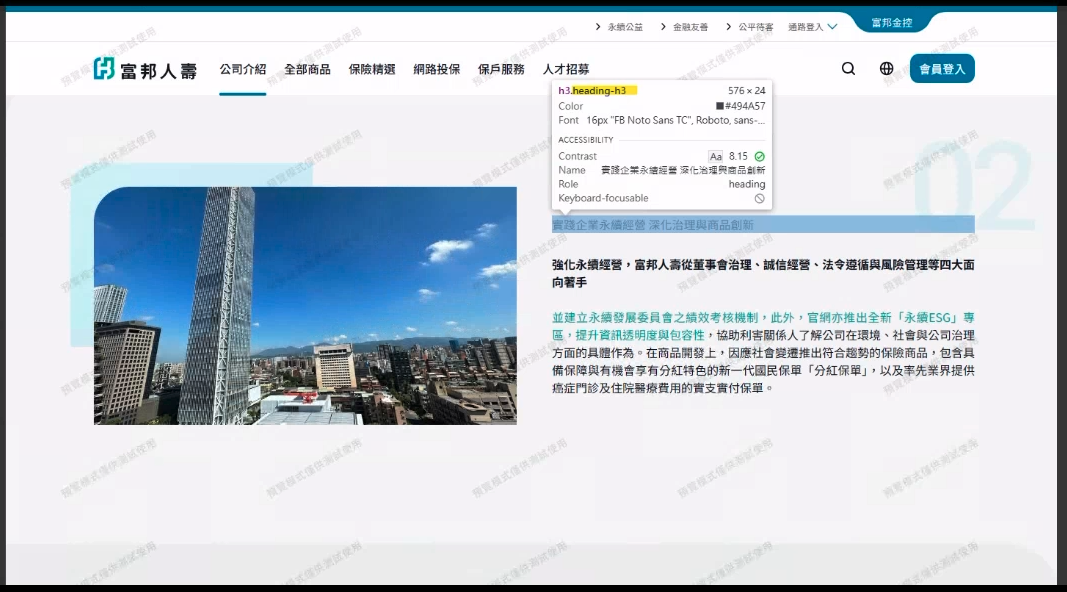 永續公益
金融友善
公平待客
通路登入
富邦金控
富邦人壽
公司介紹
全部商品
保險精選
網路投保
保戶服務
人才招募
會員登入
h3.heading-h3 576 × 24
Color #494A57
Font 16px "FB Noto Sans TC", Roboto, sans-...
ACCESSIBILITY
Contrast Aa 8.15
Name 實踐企業永續經營 深化治理與商品創新
Role heading
Keyboard-focusable
02
實踐企業永續經營 深化治理與商品創新
強化永續經營，富邦人壽從董事會治理、誠信經營、法令遵循與風險管理等四大面
向著手
並建立永續發展委員會之績效考核機制，此外，官網亦推出全新「永續ESG」專
區，提升資訊透明度與包容性，協助利害關係人了解公司在環境、社會與公司治理
方面的具體作為。在商品開發上，因應社會變遷推出符合趨勢的保險商品，包含具
備保障與有機會享有分紅特色的新一代國民保單「分紅保單」，以及率先業界提供
癌症門診及住院醫療費用的實支實付保單。
預覽模式僅供測試使用